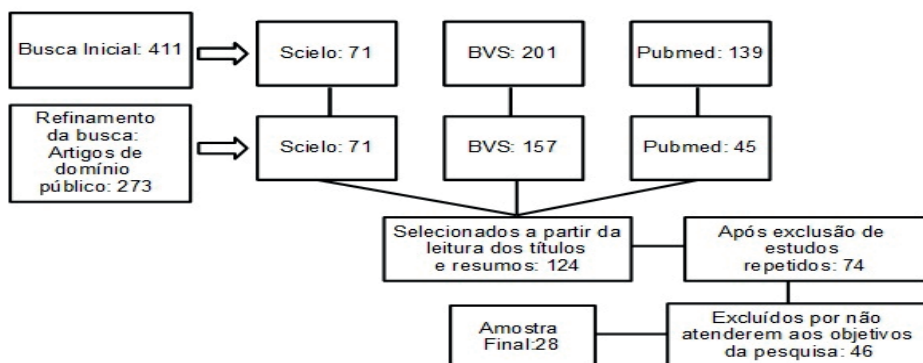 Busca Inicial: 411
Scielo: 71
BVS: 201
Pubmed: 139
Refinamento
da busca:
Artigos de
domínio
público: 273
Scielo: 71
BVS: 157
Pubmed: 45
Selecionados a partir da
leitura dos títulos
e resumos: 124
Após exclusão de
estudos
repetidos: 74
Amostra
Final:28
Excluídos por não
atenderem aos objetivos
da pesquisa: 46